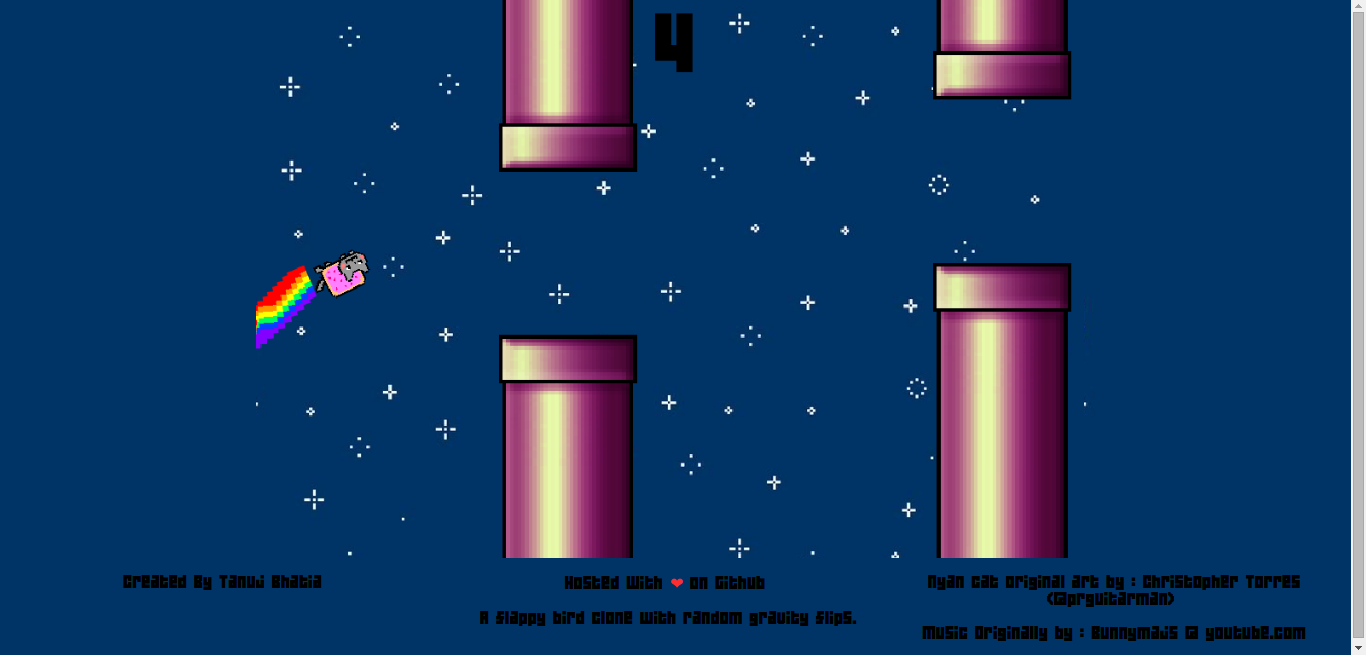 4
Created By Tanuj Bhatia
Hosted With ❤ on Github
A flappy bird clone with random gravity flips.
Nyan Cat original art by : Christopher Torres
(@prguitarman)
Music Originally by : Bunnymajs @ youtube.com